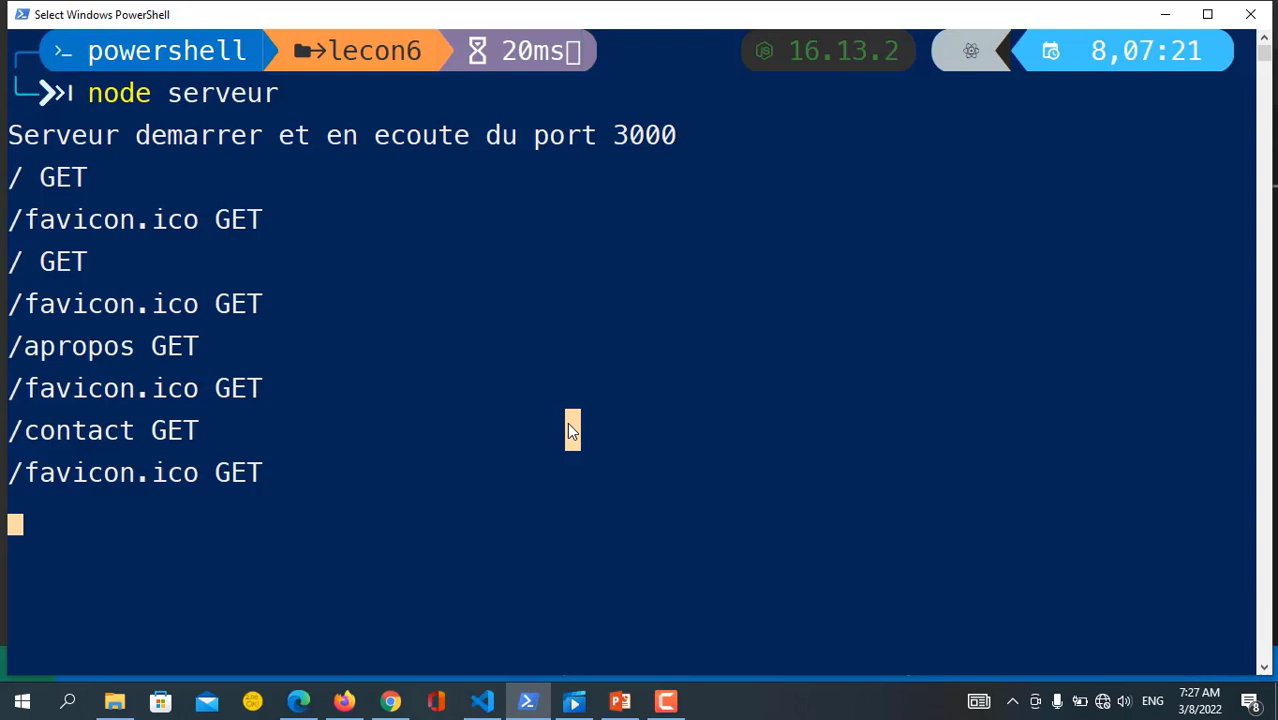 Select Windows PowerShell
powershell lecon6 20ms 16.13.2 8,07:21
node serveur
Serveur demarrer et en ecoute du port 3000
/ GET
/favicon.ico GET
/ GET
/favicon.ico GET
/apropos GET
/favicon.ico GET
/contact GET
/favicon.ico GET
ENG
7:27 AM
3/8/2022
8